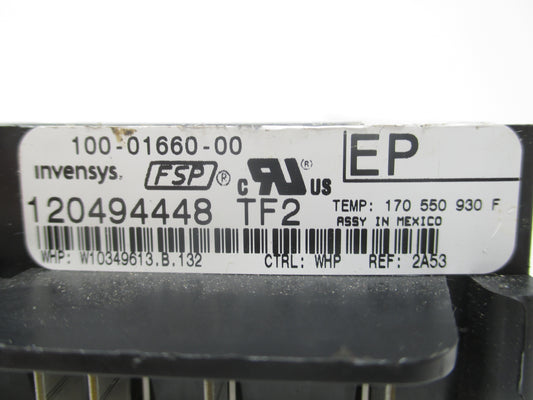 100-01660-00
EP
invensys. FSP® c RU® US
120494448 TF2 TEMP: 170 550 930 F
ASSY IN MEXICO
WHP: W10349613.B.132 CTRL: WHP REF: 2A53